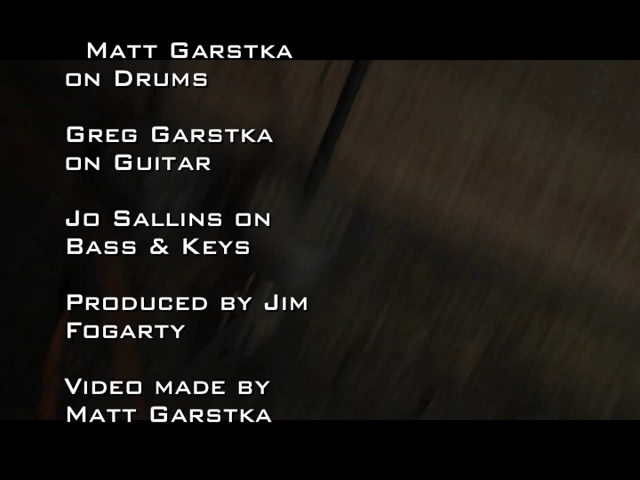 Matt Garstka
on Drums
Greg Garstka
on Guitar
Jo Sallins on
Bass & Keys
Produced by Jim
Fogarty
Video made by
Matt Garstka